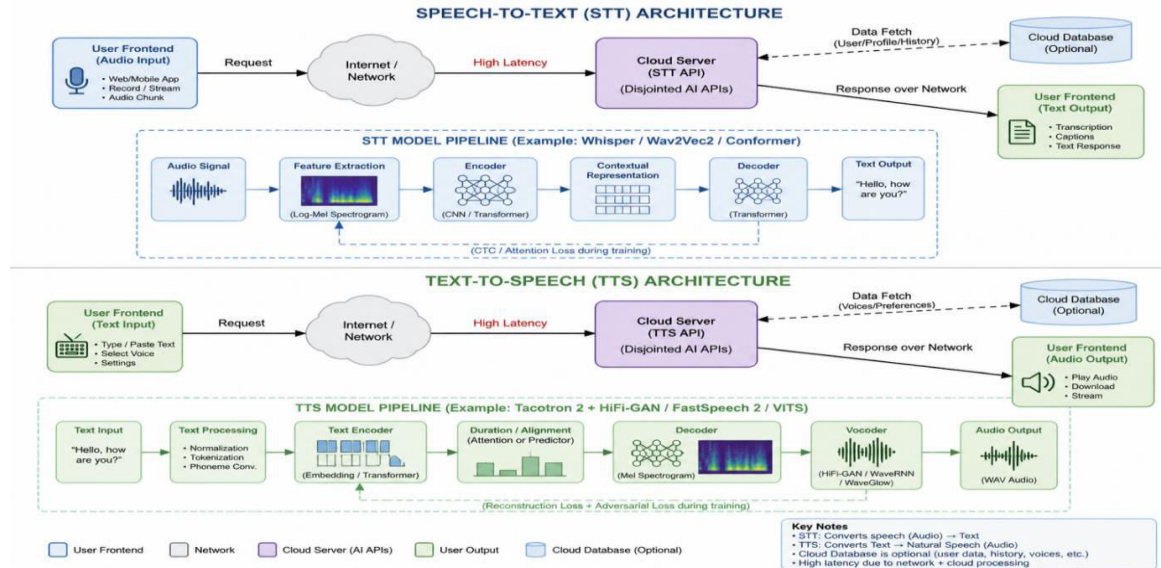 SPEECH-TO-TEXT (STT) ARCHITECTURE
User Frontend
(Audio Input)
• Web/Mobile App
• Record / Stream
• Audio Chunk
Request
Internet /
Network
High Latency
Cloud Server
(STT API)
(Disjointed AI APIs)
Data Fetch
(User/Profile/History)
Cloud Database
(Optional)
Response over Network
User Frontend
(Text Output)
• Transcription
• Captions
• Text Response
STT MODEL PIPELINE (Example: Whisper / Wav2Vec2 / Conformer)
Audio Signal
Feature Extraction
(Log-Mel Spectrogram)
Encoder
(CNN / Transformer)
Contextual
Representation
Decoder
(Transformer)
Text Output
"Hello, how
are you?"
(CTC / Attention Loss during training)
TEXT-TO-SPEECH (TTS) ARCHITECTURE
User Frontend
(Text Input)
• Type / Paste Text
• Select Voice
• Settings
Request
Internet /
Network
High Latency
Cloud Server
(TTS API)
(Disjointed AI APIs)
Data Fetch
(Voices/Preferences)
Cloud Database
(Optional)
Response over Network
User Frontend
(Audio Output)
• Play Audio
• Download
• Stream
TTS MODEL PIPELINE (Example: Tacotron 2 + HiFi-GAN / FastSpeech 2 / VITS)
Text Input
"Hello, how
are you?"
Text Processing
• Normalization
• Tokenization
• Phoneme Conv.
Text Encoder
(Embedding / Transformer)
Duration / Alignment
(Attention or Predictor)
Decoder
(Mel Spectrogram)
Vocoder
(HiFi-GAN / WaveRNN
/ WaveGlow)
Audio Output
(WAV Audio)
(Reconstruction Loss + Adversarial Loss during training)
User Frontend
Network
Cloud Server (AI APIs)
User Output
Cloud Database (Optional)
Key Notes
• STT: Converts speech (Audio) → Text
• TTS: Converts Text → Natural Speech (Audio)
• Cloud Database is optional (user data, history, voices, etc.)
• High latency due to network + cloud processing